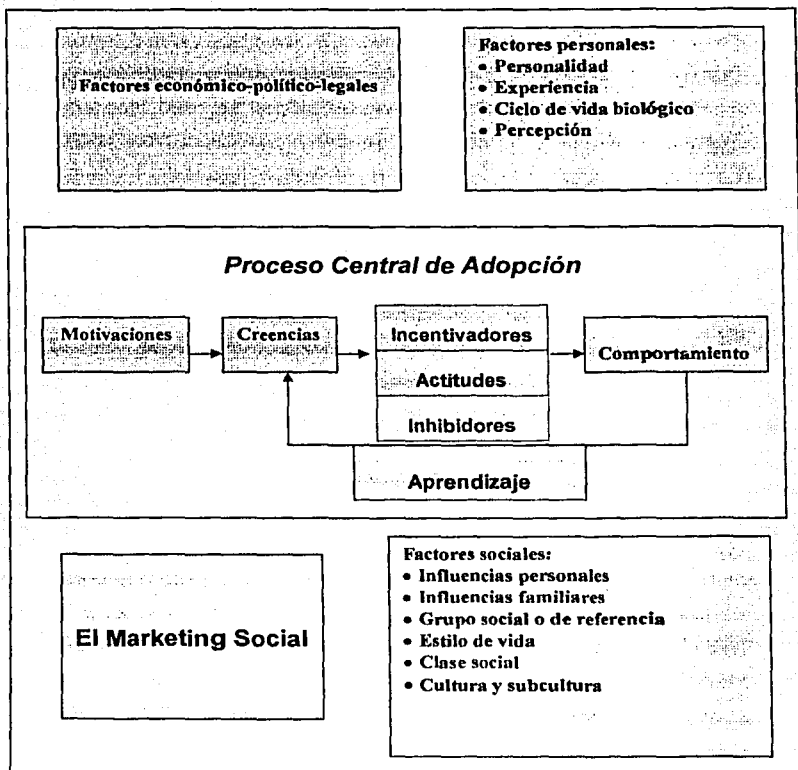 Factores económico-político-legales
Factores personales:
• Personalidad
• Experiencia
• Ciclo de vida biológico
• Percepción
Proceso Central de Adopción
Motivaciones
Creencias
Incentivadores
Actitudes
Inhibidores
Comportamiento
Aprendizaje
El Marketing Social
Factores sociales:
• Influencias personales
• Influencias familiares
• Grupo social o de referencia
• Estilo de vida
• Clase social
• Cultura y subcultura